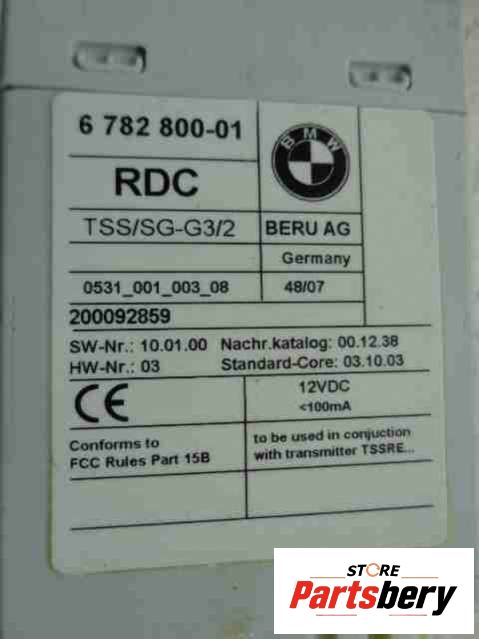 6 782 800-01
BMW
RDC
TSS/SG-G3/2
BERU AG
Germany
0531_001_003_08
48/07
200092859
SW-Nr.: 10.01.00 Nachr.katalog: 00.12.38
HW-Nr.: 03 Standard-Core: 03.10.03
CE
12VDC
<100mA
Conforms to
FCC Rules Part 15B
to be used in conjuction
with transmitter TSSRE...
STORE
Partsbery